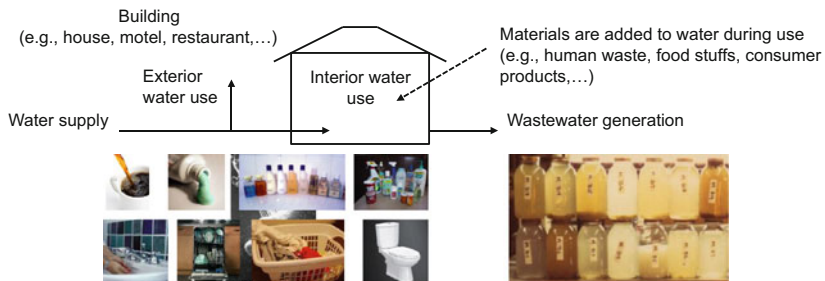 Building
(e.g., house, motel, restaurant,…)
Materials are added to water during use
(e.g., human waste, food stuffs, consumer
products,…)
Exterior
water use
Interior water
use
Water supply
Wastewater generation